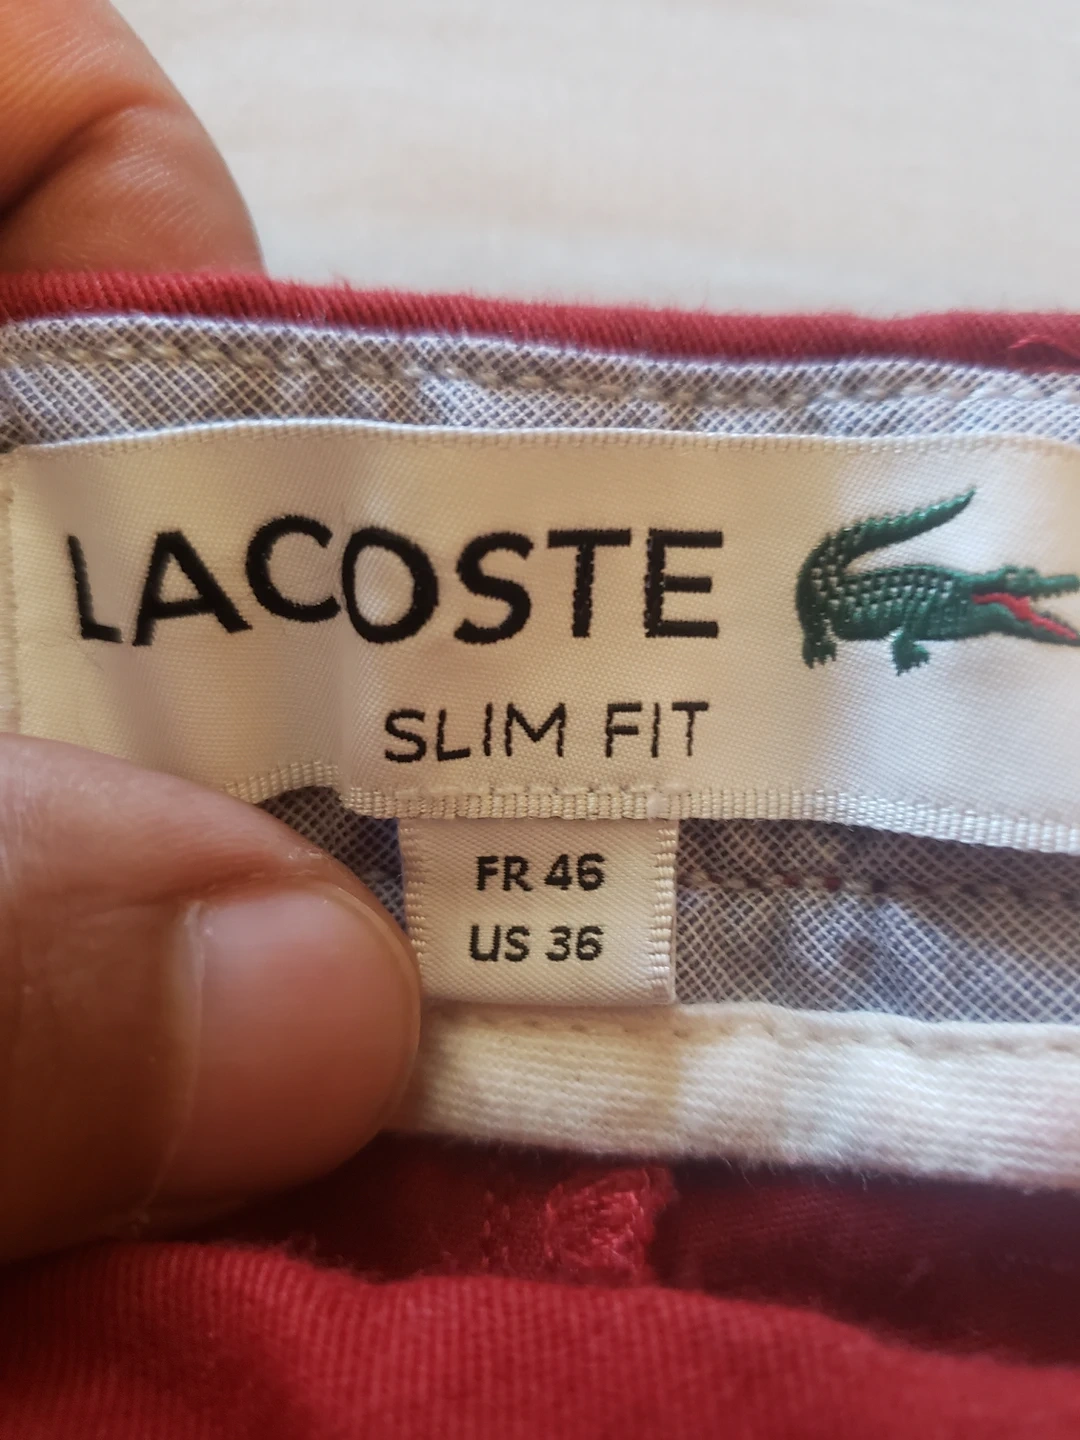 LACOSTE
SLIM FIT
FR 46
US 36